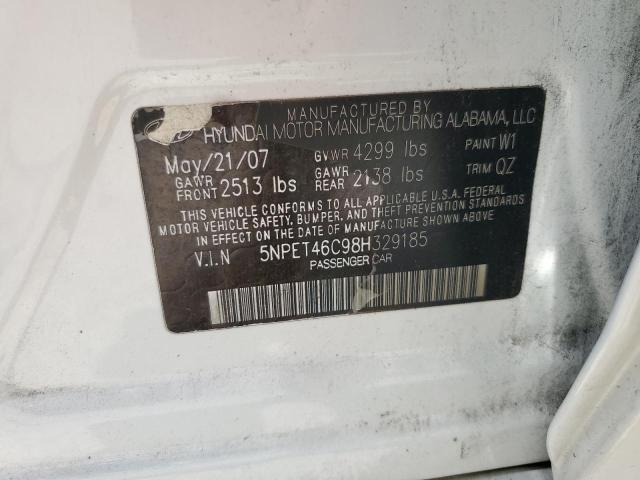 MANUFACTURED BY
HYUNDAI MOTOR MANUFACTURING ALABAMA, LLC
May/21/07 GVWR 4299 lbs PAINT W1
GAWR FRONT 2513 lbs GAWR REAR 2138 lbs TRIM QZ
THIS VEHICLE CONFORMS TO ALL APPLICABLE U.S.A. FEDERAL
MOTOR VEHICLE SAFETY, BUMPER, AND THEFT PREVENTION STANDARDS
IN EFFECT ON THE DATE OF MANUFACTURE SHOWN ABOVE.
V.I.N 5NPET46C98H329185
PASSENGER CAR